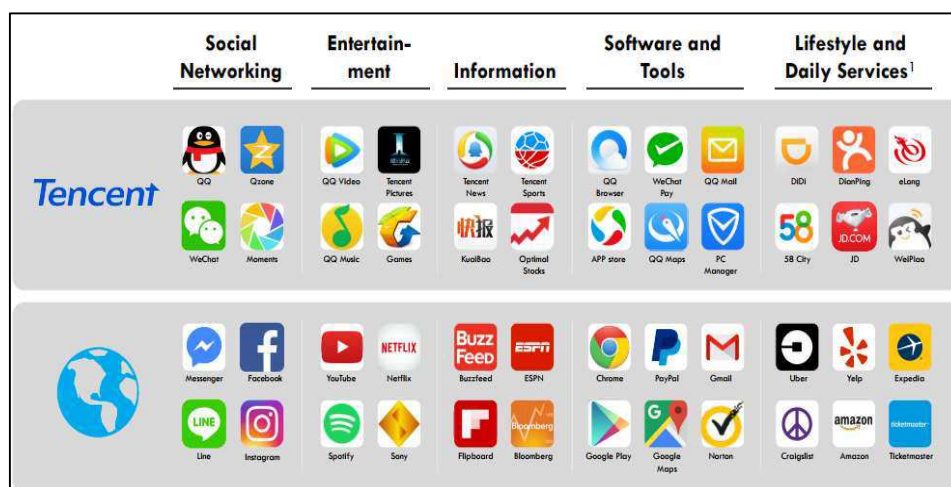 Social Networking
Entertain-ment
Information
Software and Tools
Lifestyle and Daily Services¹
Tencent
QQ
Qzone
QQ Video
Tencent Pictures
Tencent News
Tencent Sports
QQ Browser
WeChat Pay
QQ Mail
DiDi
DianPing
eLong
快报
58
JD.COM
WeChat
Moments
QQ Music
Games
KuaiBao
Optimal Stocks
APP store
QQ Maps
PC Manager
58 City
JD
WeiPiao
NETFLIX
BuzzFeed
ESPN
Messenger
Facebook
YouTube
Netflix
Buzzfeed
ESPN
Chrome
PayPal
Gmail
Uber
Yelp
Expedia
LINE
Bloomberg
amazon
ticketmaster
Line
Instagram
Spotify
Sony
Flipboard
Bloomberg
Google Play
Google Maps
Norton
Craigslist
Amazon
Ticketmaster